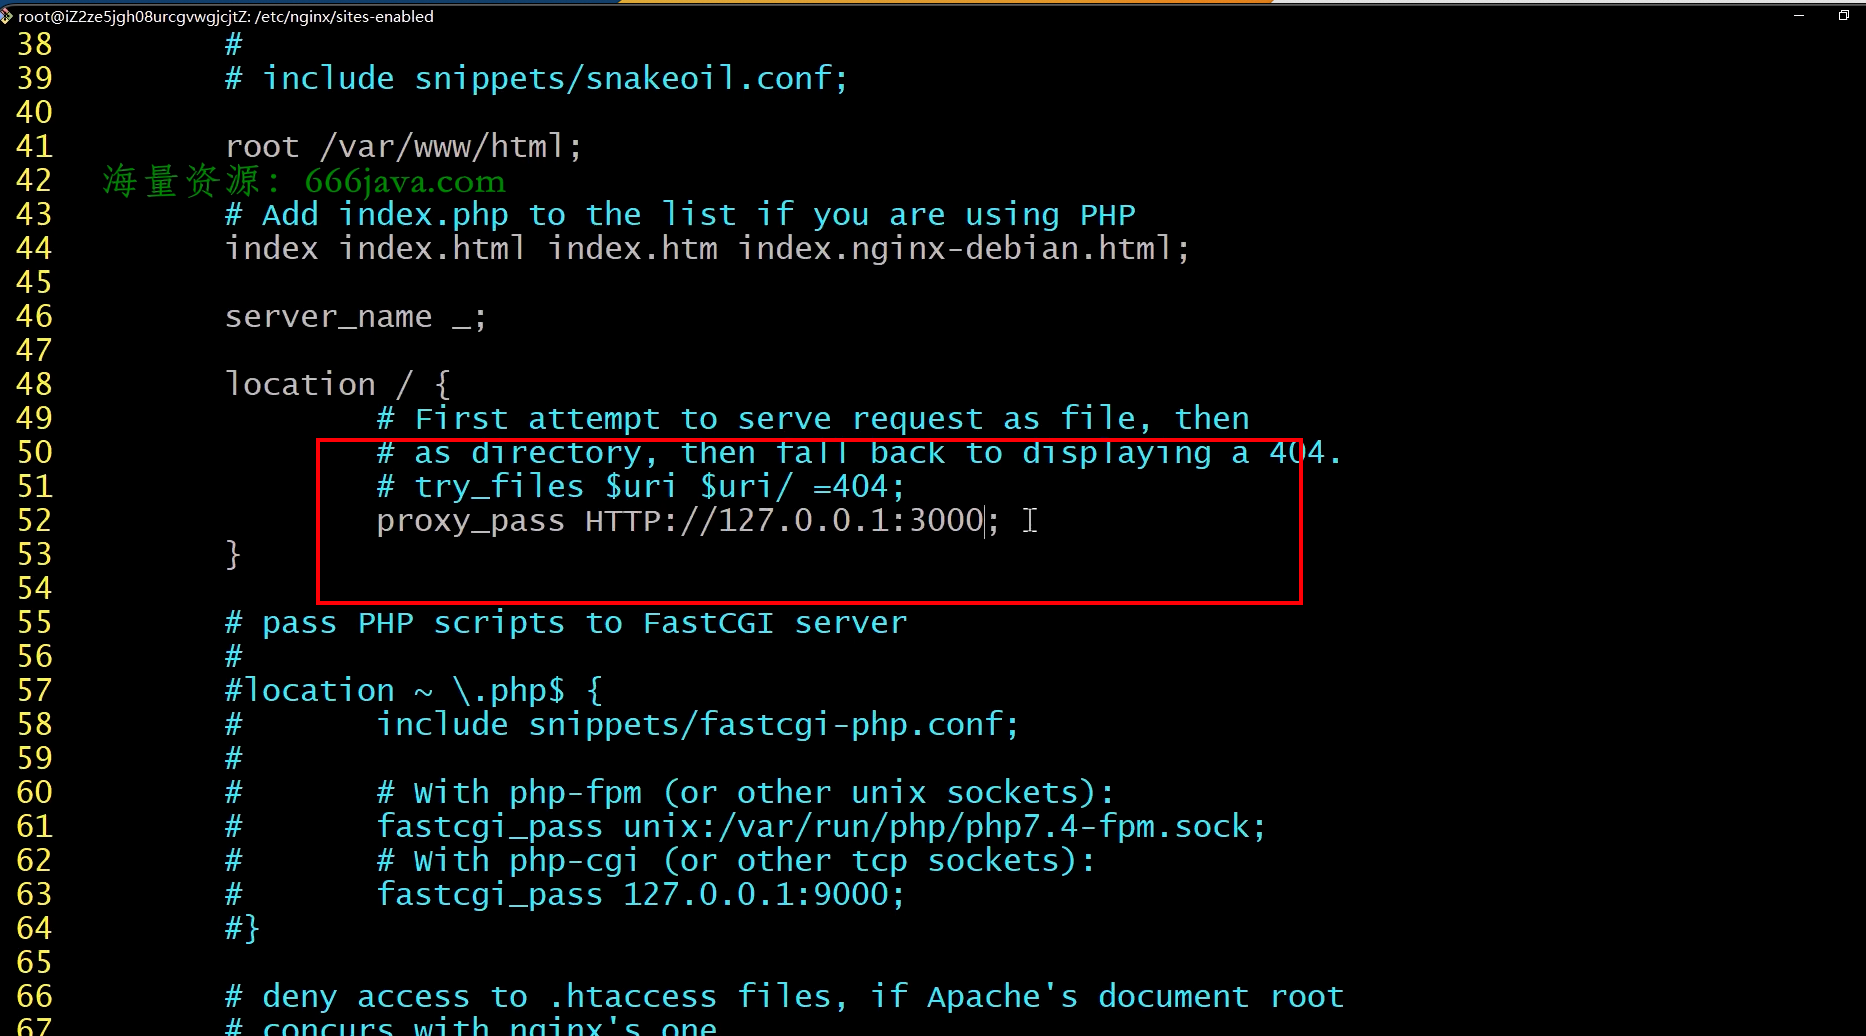 root@iZ2ze5jgh08urcgvwgjcjtZ: /etc/nginx/sites-enabled
38 #
39 # include snippets/snakeoil.conf;
40
41 root /var/www/html;
42
海量资源：666java.com
43 # Add index.php to the list if you are using PHP
44 index index.html index.htm index.nginx-debian.html;
45
46 server_name _;
47
48 location / {
49 # First attempt to serve request as file, then
50 # as directory, then fall back to displaying a 404.
51 # try_files $uri $uri/ =404;
52 proxy_pass HTTP://127.0.0.1:3000;
53 }
54
55 # pass PHP scripts to FastCGI server
56 #
57 #location ~ \.php$ {
58 # include snippets/fastcgi-php.conf;
59 #
60 # # With php-fpm (or other unix sockets):
61 # fastcgi_pass unix:/var/run/php/php7.4-fpm.sock;
62 # # With php-cgi (or other tcp sockets):
63 # fastcgi_pass 127.0.0.1:9000;
64 #}
65
66 # deny access to .htaccess files, if Apache's document root
67 # concurs with nginx's one